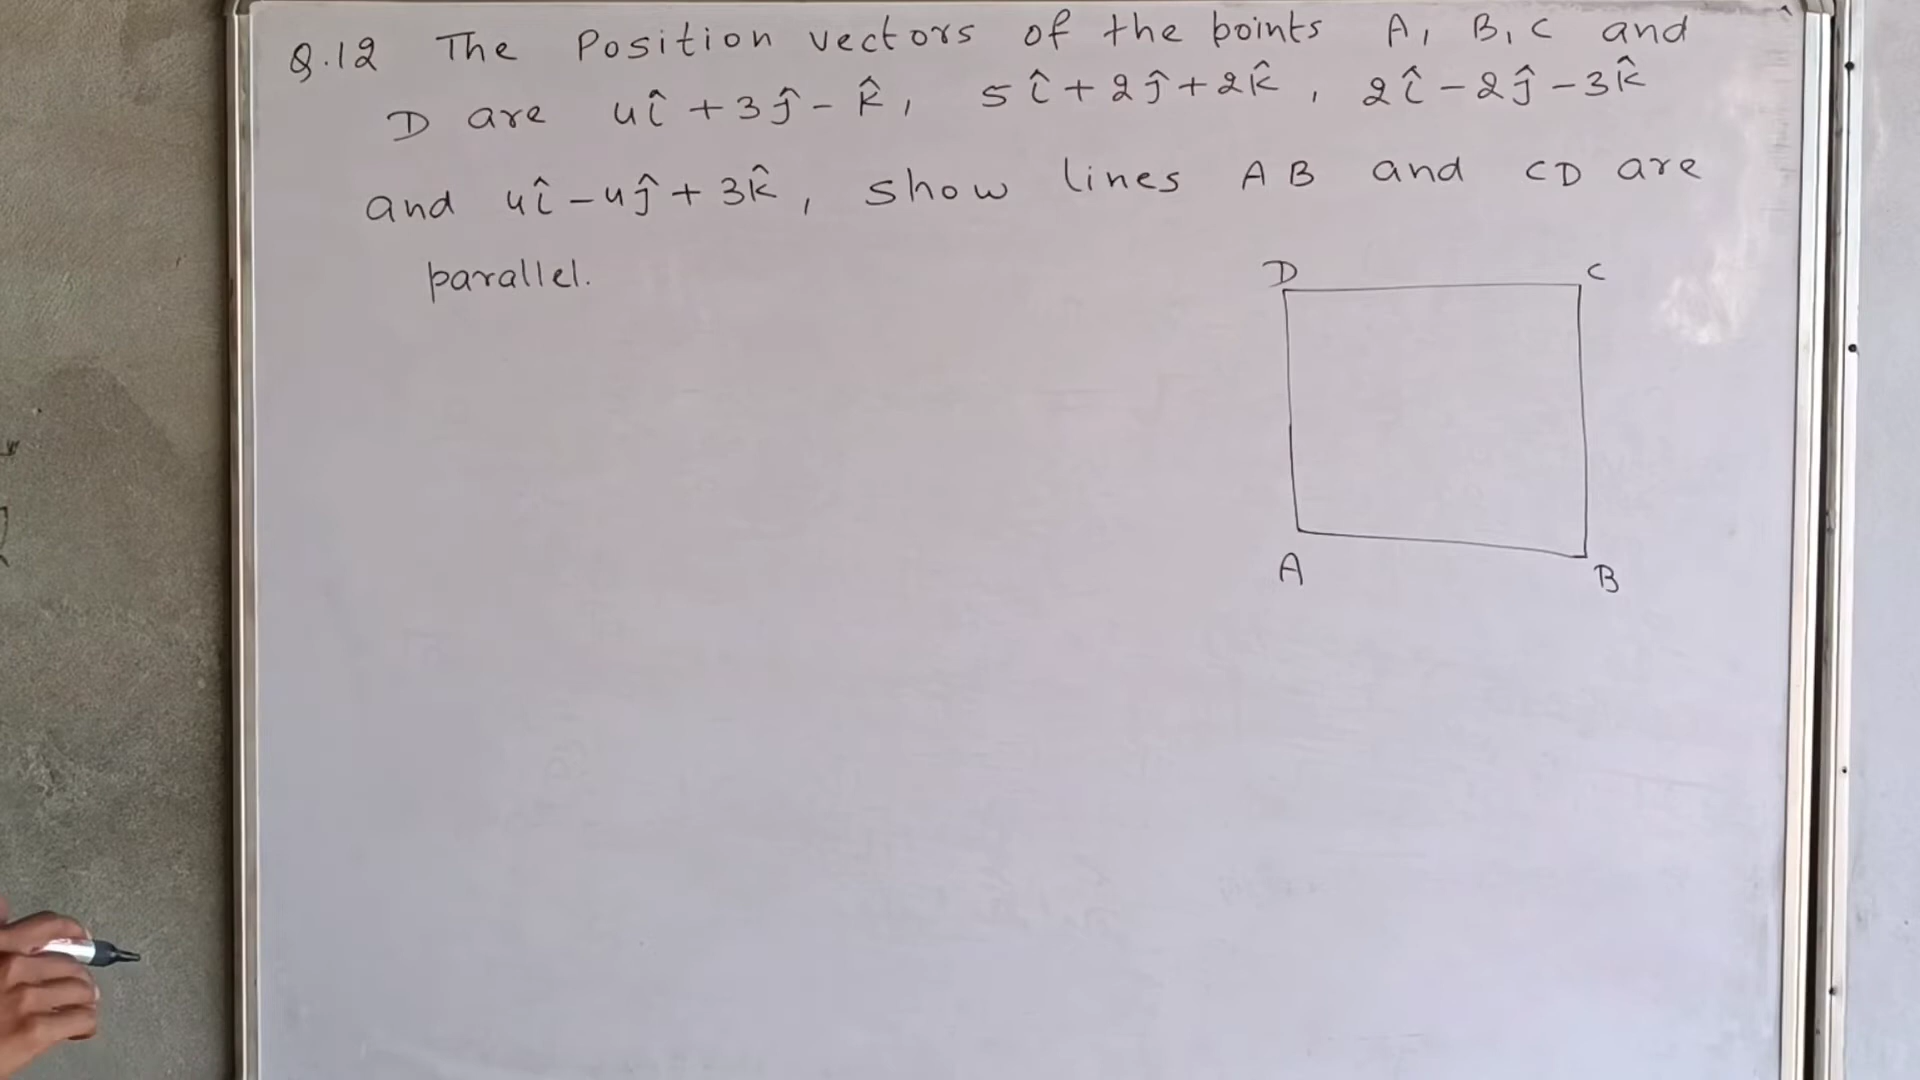 Q.12 The Position vectors of the points A, B, C and
D are 4î + 3ĵ - k̂, 5î + 2ĵ + 2k̂, 2î - 2ĵ - 3k̂
and 4î - 4ĵ + 3k̂, show lines AB and CD are
parallel.
D C
A B